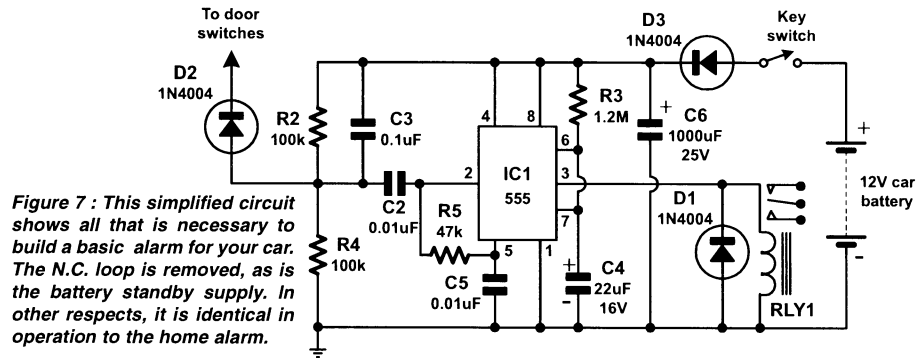 To door
switches
D2
1N4004
R2
100k
C3
0.1uF
4
8
6
2
IC1
555
3
7
5
1
R3
1.2M
+
C6
1000uF
25V
D3
1N4004
Key
switch
+
12V car
battery
-
C2
0.01uF
R5
47k
R4
100k
C5
0.01uF
+
C4
22uF
-
16V
D1
1N4004
RLY1
Figure 7 : This simplified circuit
shows all that is necessary to
build a basic alarm for your car.
The N.C. loop is removed, as is
the battery standby supply. In
other respects, it is identical in
operation to the home alarm.